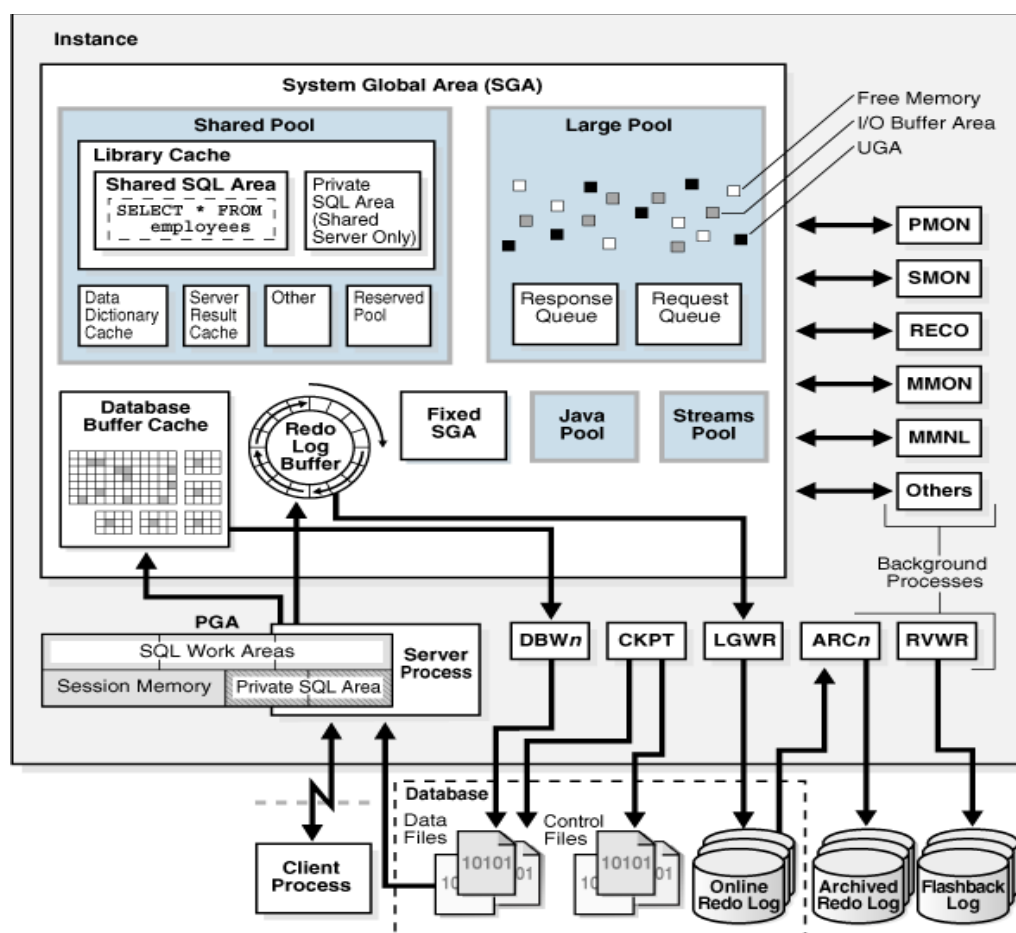 Instance
System Global Area (SGA)
Shared Pool
Library Cache
Shared SQL Area
SELECT * FROM
employees
Private
SQL Area
(Shared
Server Only)
Data
Dictionary
Cache
Server
Result
Cache
Other
Reserved
Pool
Large Pool
Response
Queue
Request
Queue
Free Memory
I/O Buffer Area
UGA
Database
Buffer Cache
Redo
Log
Buffer
Fixed
SGA
Java
Pool
Streams
Pool
PMON
SMON
RECO
MMON
MMNL
Others
Background
Processes
PGA
SQL Work Areas
Session Memory
Private SQL Area
Server
Process
DBWn
CKPT
LGWR
ARCn
RVWR
Client
Process
Database
Data
Files
10
10101
01
Control
Files
10
10101
01
Online
Redo Log
Archived
Redo Log
Flashback
Log